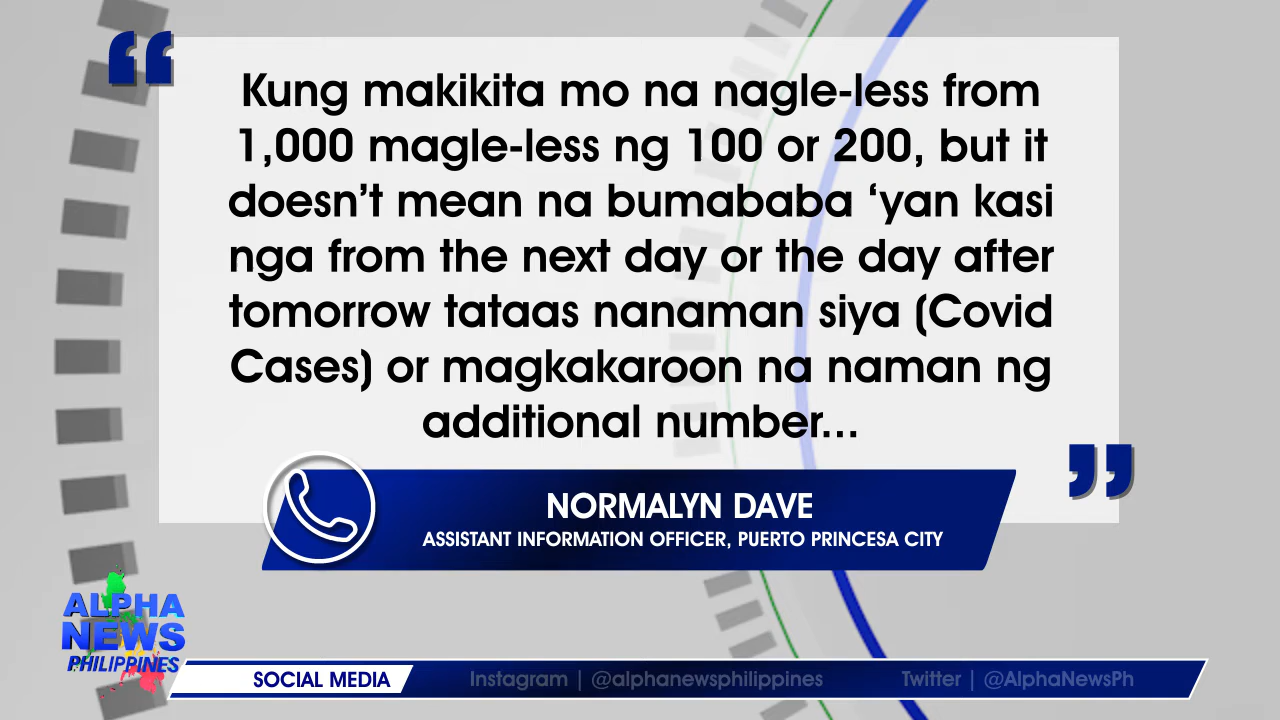 “
Kung makikita mo na nagle-less from
1,000 magle-less ng 100 or 200, but it
doesn’t mean na bumababa ‘yan kasi
nga from the next day or the day after
tomorrow tataas nanaman siya (Covid
Cases) or magkakaroon na naman ng
additional number...
”
NORMALYN DAVE
ASSISTANT INFORMATION OFFICER, PUERTO PRINCESA CITY
ALPHA
NEWS
PHILIPPINES
SOCIAL MEDIA
Instagram | @alphanewsphilippines
Twitter | @AlphaNewsPh